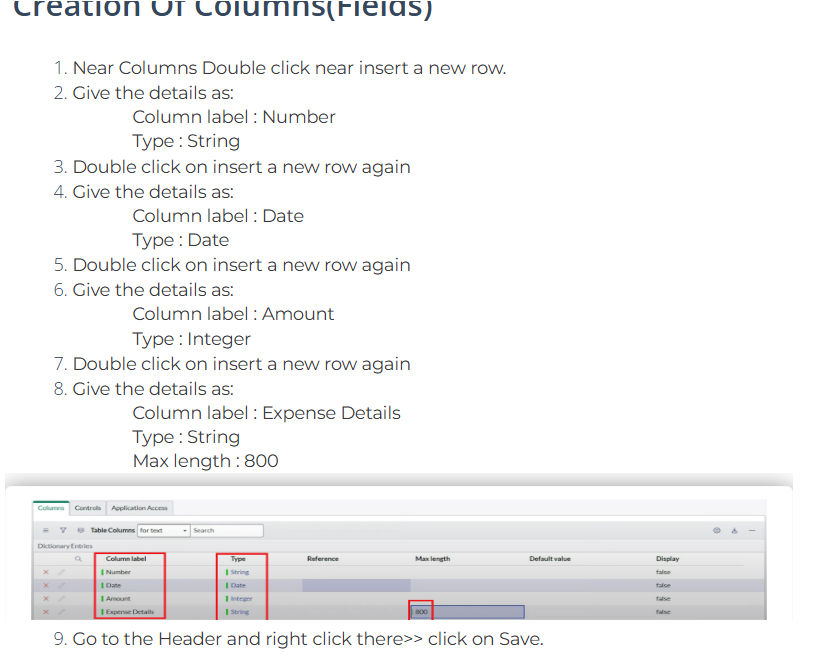 Creation Of Columns(Fields)
1. Near Columns Double click near insert a new row.
2. Give the details as:
Column label : Number
Type : String
3. Double click on insert a new row again
4. Give the details as:
Column label : Date
Type : Date
5. Double click on insert a new row again
6. Give the details as:
Column label : Amount
Type : Integer
7. Double click on insert a new row again
8. Give the details as:
Column label : Expense Details
Type : String
Max length : 800
Columns Controls Application Access
Table Columns for text Search
Dictionary Entries
Column label Type Reference Max length Default value Display
Number String false
Date Date false
Amount Integer false
Expense Details String 800 false
9. Go to the Header and right click there>> click on Save.